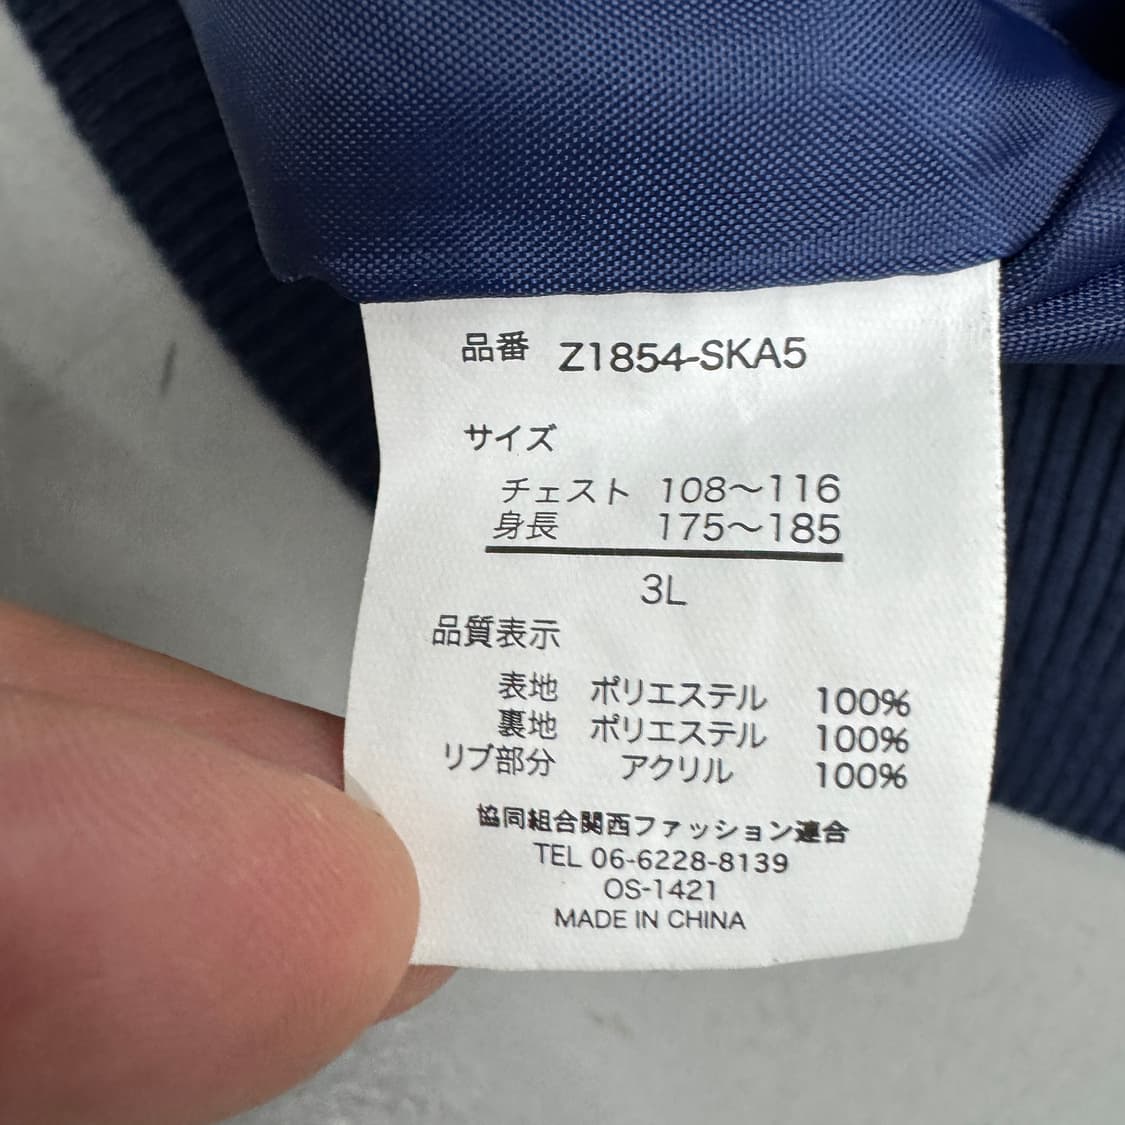 品番 Z1854-SKA5
サイズ
チェスト 108〜116
身長 175〜185
3L
品質表示
表地 ポリエステル 100%
裏地 ポリエステル 100%
リブ部分 アクリル 100%
協同組合関西ファッション連合
TEL 06-6228-8139
OS-1421
MADE IN CHINA